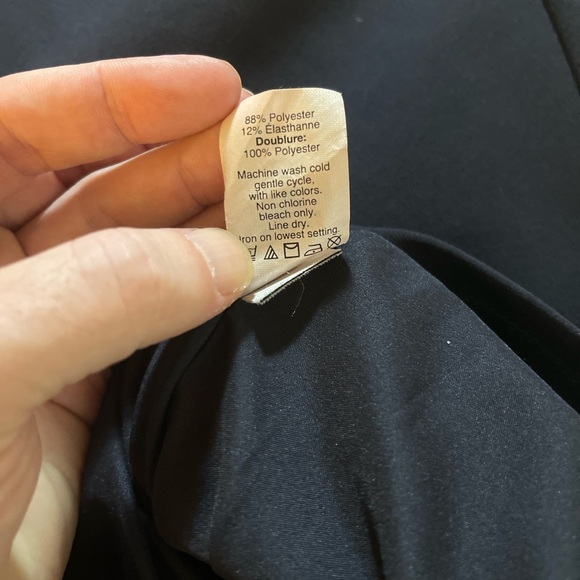 88% Polyester
12% Élasthanne
Doublure:
100% Polyester
Machine wash cold
gentle cycle,
with like colors.
Non chlorine
bleach only.
Line dry.
Iron on lowest setting.